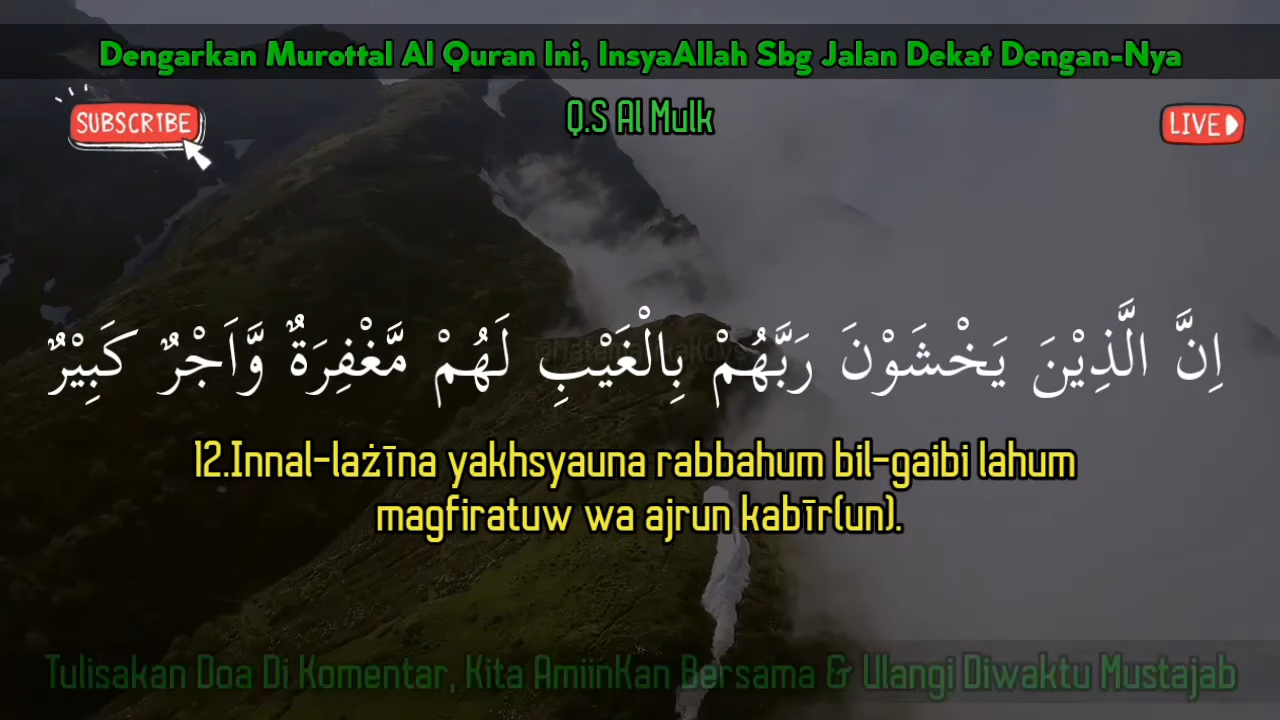 Dengarkan Murottal Al Quran Ini, InsyaAllah Sbg Jalan Dekat Dengan-Nya
SUBSCRIBE
Q.S Al Mulk
LIVE
اِنَّ الَّذِيْنَ يَخْشَوْنَ رَبَّهُمْ بِالْغَيْبِ لَهُمْ مَّغْفِرَةٌ وَّاَجْرٌ كَبِيْرٌ
12.Innal-lażīna yakhsyauna rabbahum bil-gaibi lahum
magfiratuw wa ajrun kabīr(un).
Tulisakan Doa Di Komentar, Kita AmiinKan Bersama & Ulangi Diwaktu Mustajab